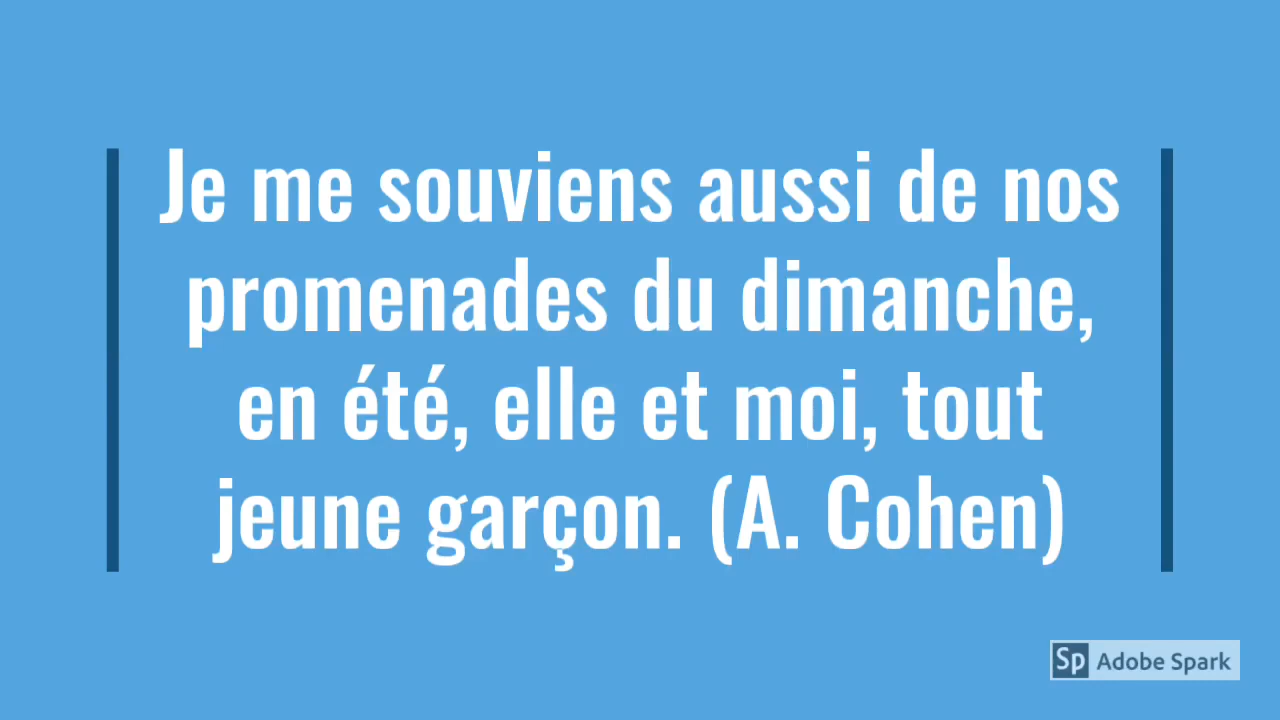 Je me souviens aussi de nos
promenades du dimanche,
en été, elle et moi, tout
jeune garçon. (A. Cohen)
Sp Adobe Spark